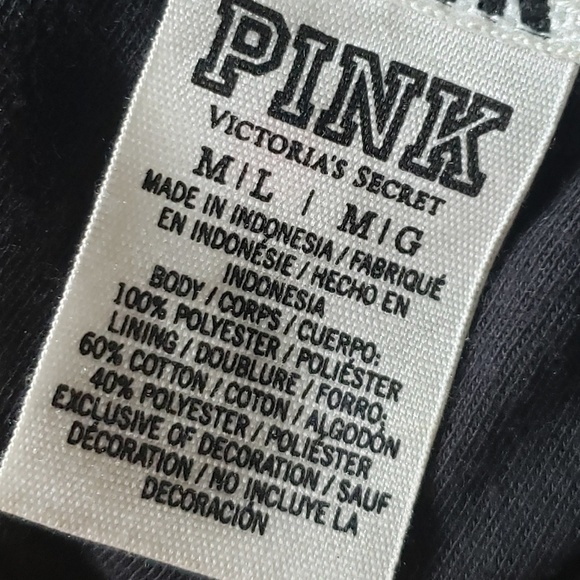 PINK
VICTORIA'S SECRET
M|L | M|G
MADE IN INDONESIA / FABRIQUÉ
EN INDONÉSIE / HECHO EN
INDONESIA
BODY / CORPS / CUERPO:
100% POLYESTER / POLIÉSTER
LINING / DOUBLURE / FORRO:
60% COTTON / COTON / ALGODÓN
40% POLYESTER / POLIÉSTER
EXCLUSIVE OF DECORATION / SAUF
DÉCORATION / NO INCLUYE LA
DECORACIÓN